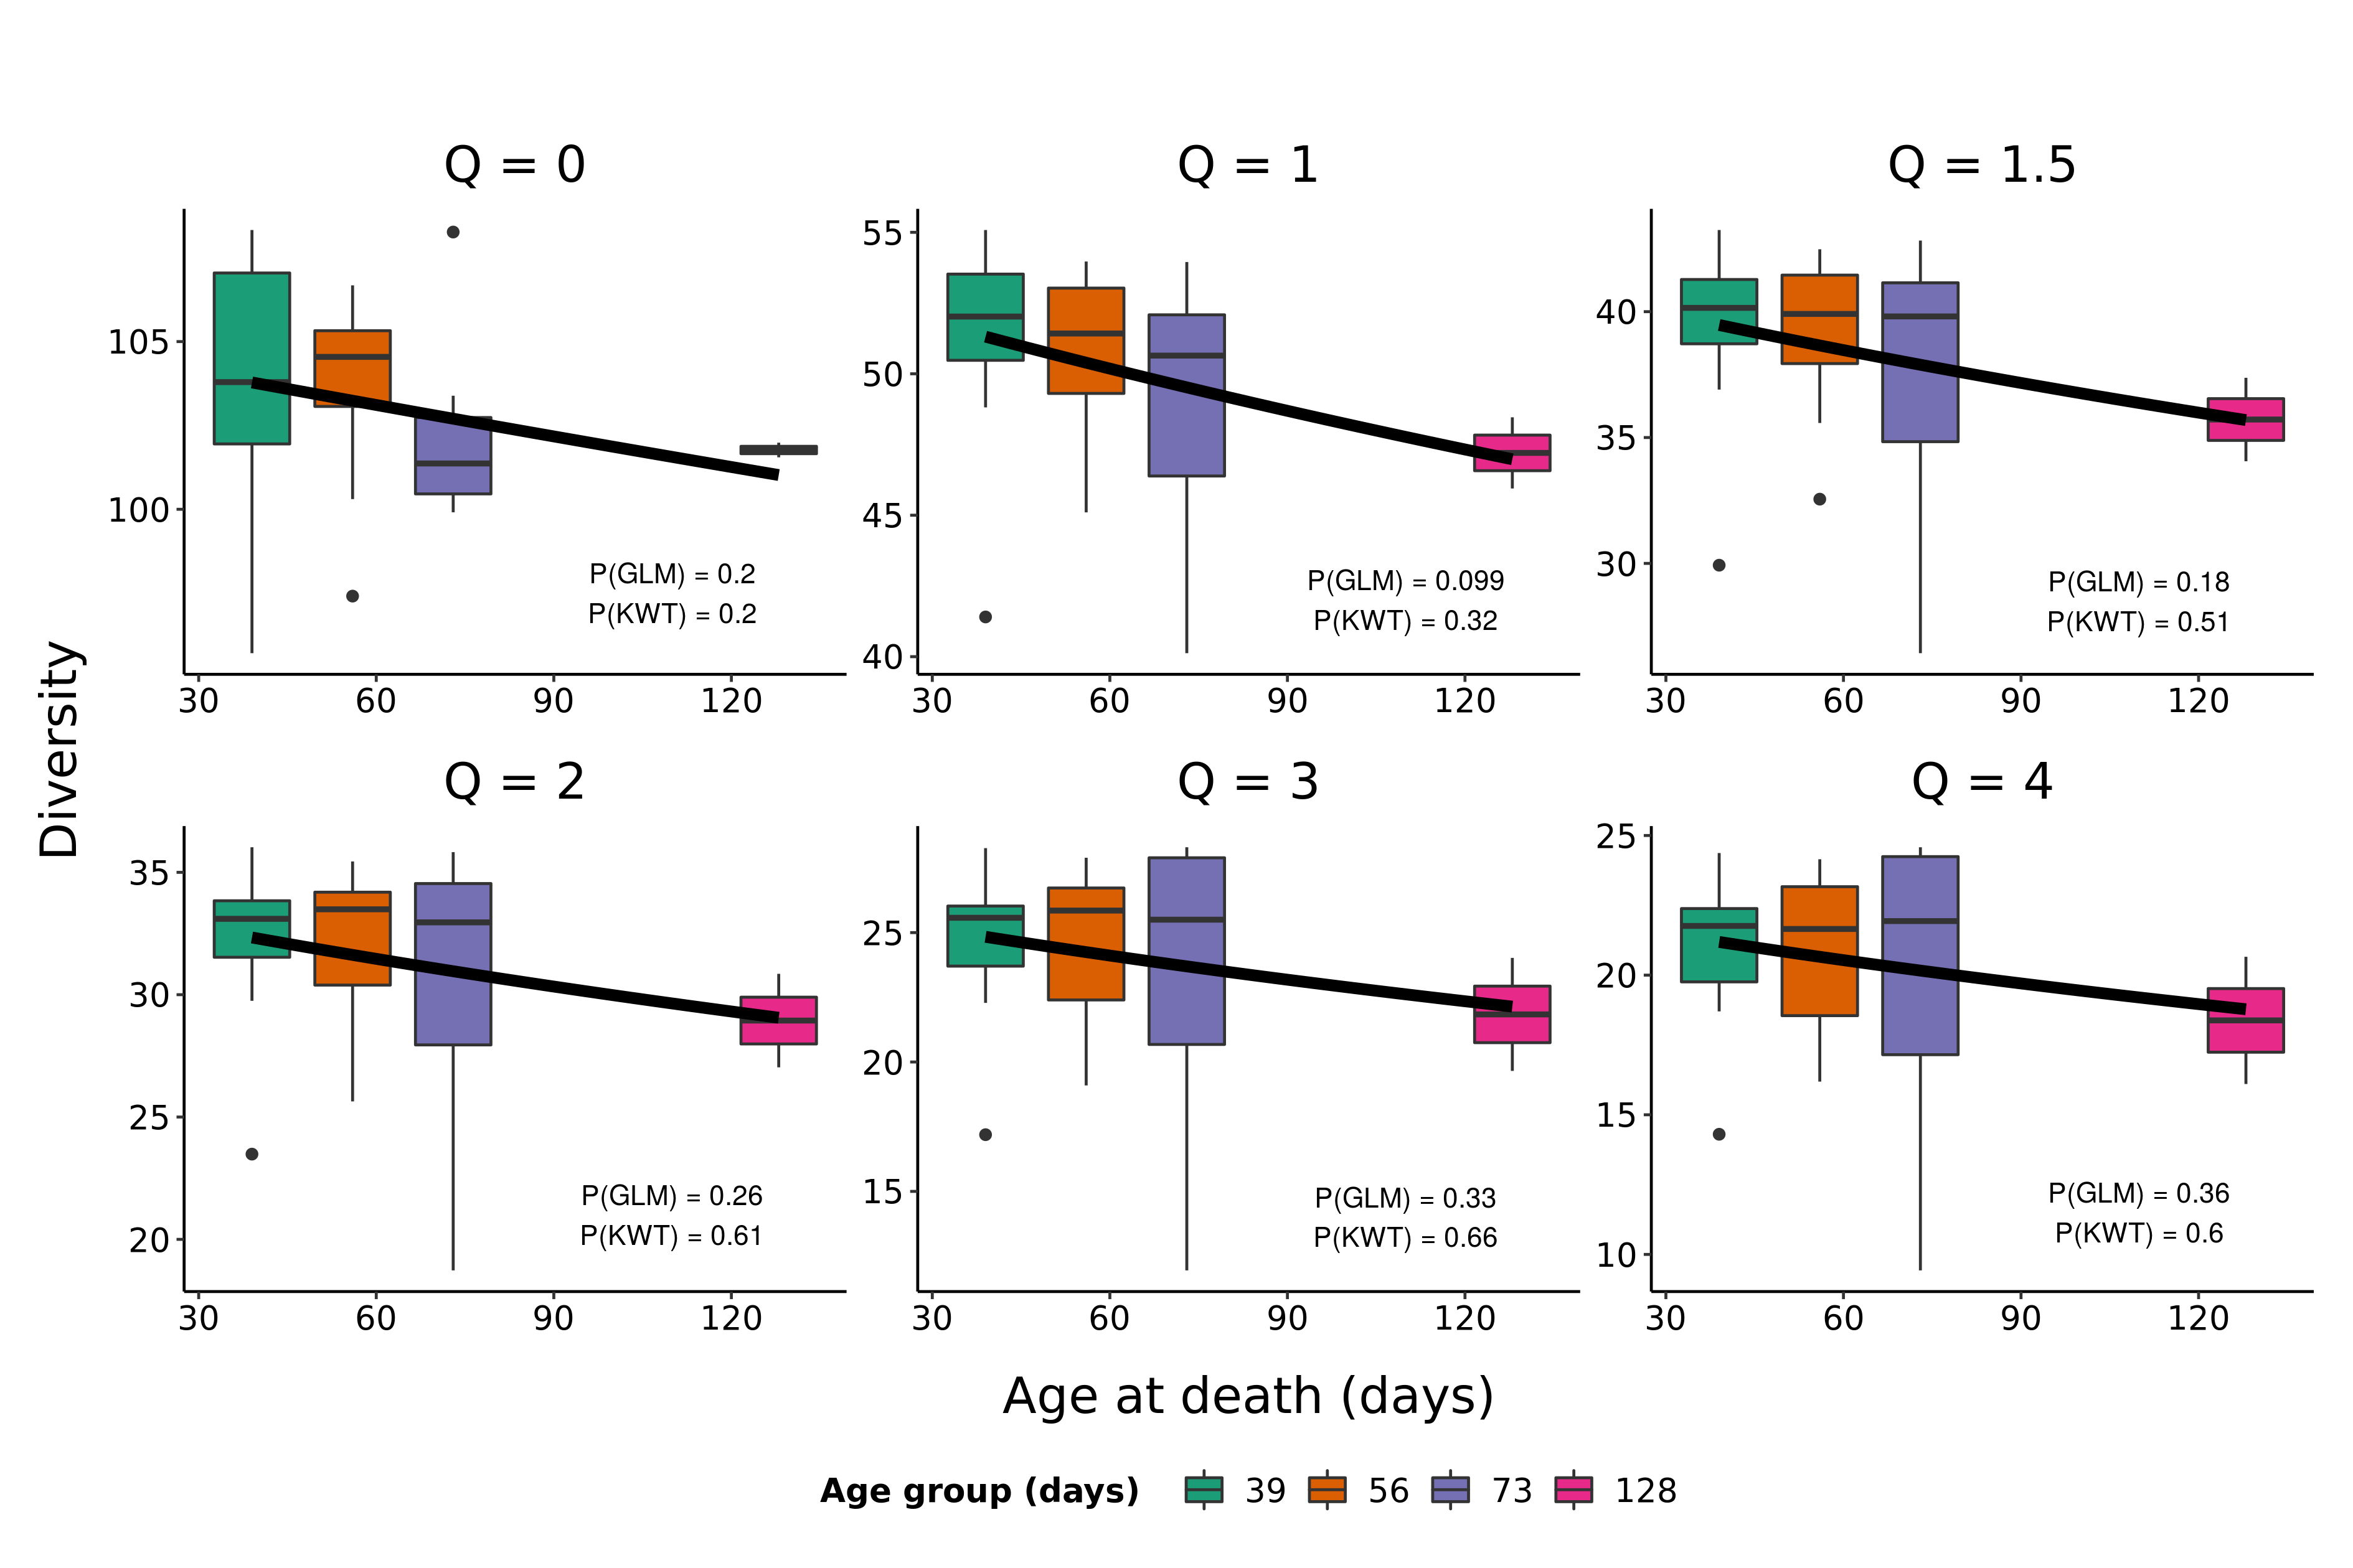 Q = 0
Q = 1
Q = 1.5
105
100
55
50
45
40
40
35
30
P(GLM) = 0.2
P(KWT) = 0.2
P(GLM) = 0.099
P(KWT) = 0.32
P(GLM) = 0.18
P(KWT) = 0.51
30 60 90 120
30 60 90 120
30 60 90 120
Diversity
Q = 2
Q = 3
Q = 4
35
30
25
20
25
20
15
25
20
15
10
P(GLM) = 0.26
P(KWT) = 0.61
P(GLM) = 0.33
P(KWT) = 0.66
P(GLM) = 0.36
P(KWT) = 0.6
30 60 90 120
30 60 90 120
30 60 90 120
Age at death (days)
Age group (days) 39 56 73 128